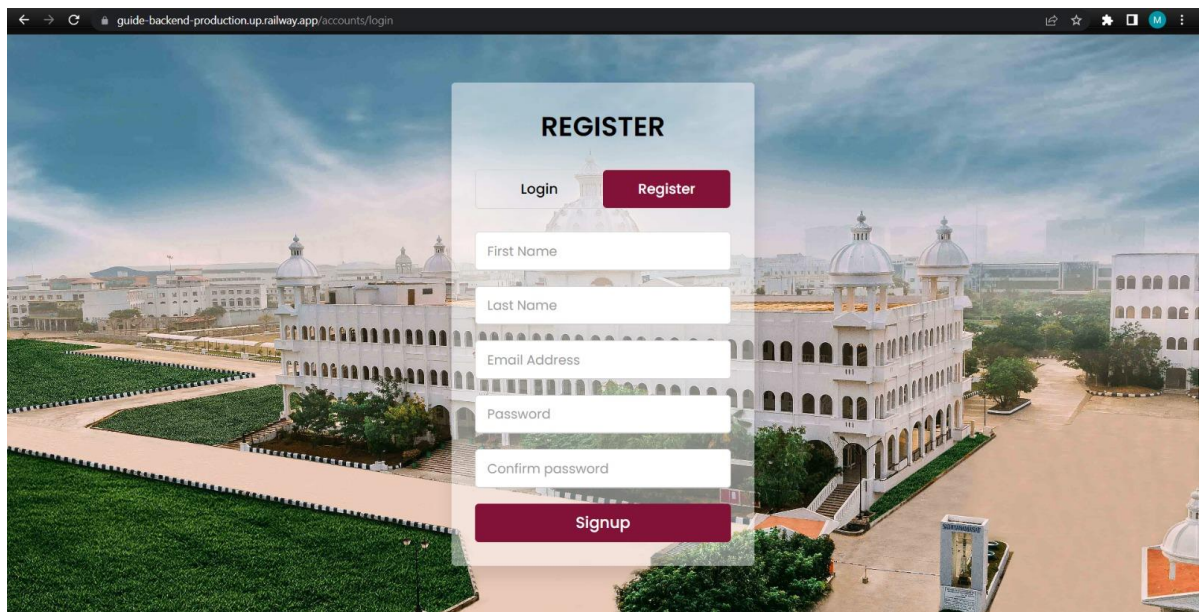 guide-backend-production.up.railway.app/accounts/login
M
REGISTER
Login Register
First Name
Last Name
Email Address
Password
Confirm password
Signup